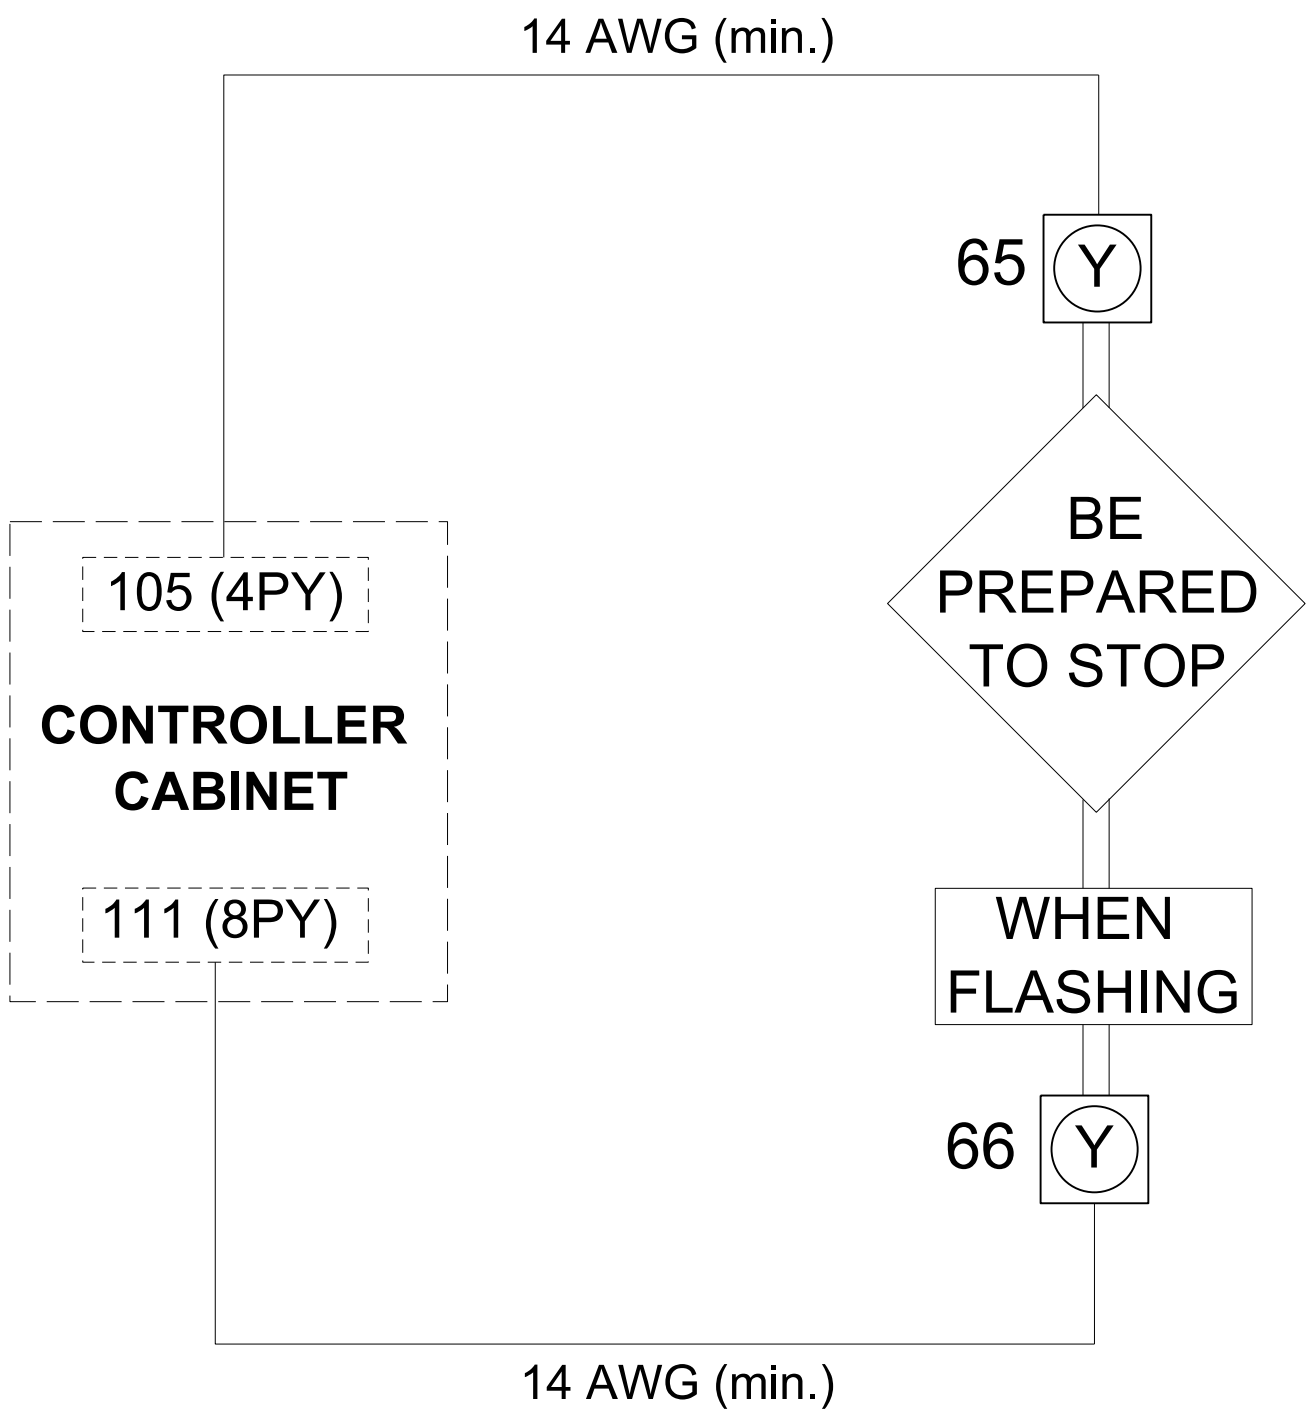 14 AWG (min.)
65 Y
BE
PREPARED
TO STOP
105 (4PY)
CONTROLLER
CABINET
111 (8PY)
WHEN
FLASHING
66 Y
14 AWG (min.)